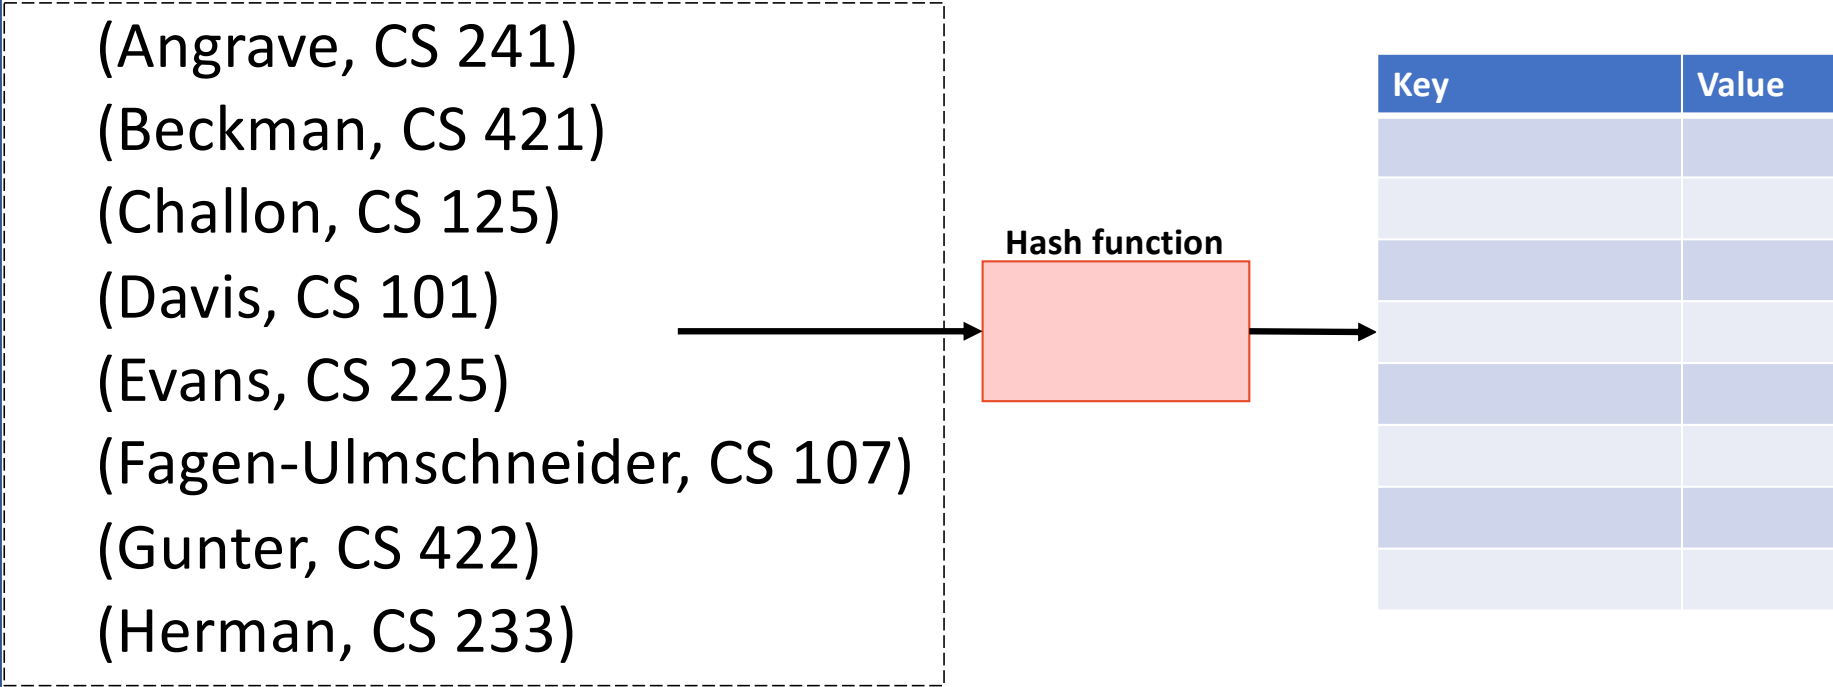 (Angrave, CS 241)
(Beckman, CS 421)
(Challon, CS 125)
(Davis, CS 101)
(Evans, CS 225)
(Fagen-Ulmschneider, CS 107)
(Gunter, CS 422)
(Herman, CS 233)
Hash function
Key Value